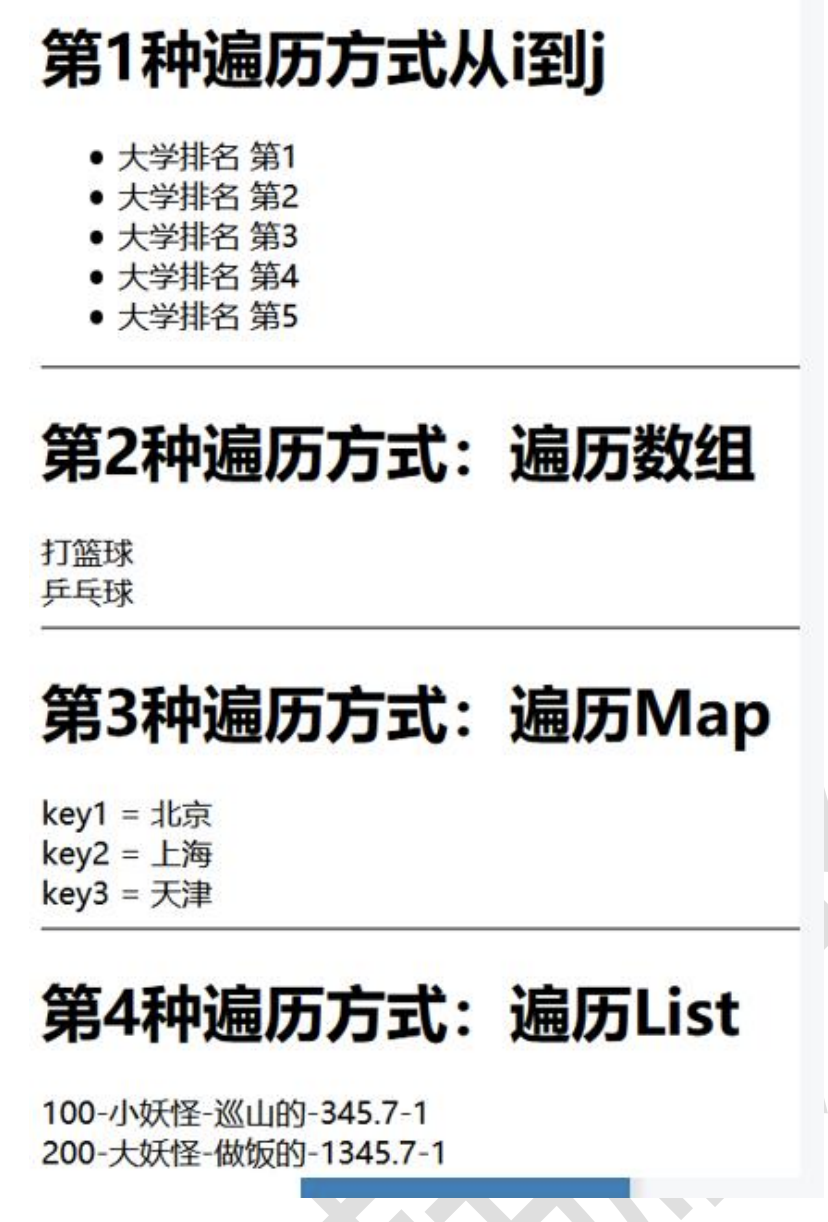 第1种遍历方式从i到j
● 大学排名 第1
● 大学排名 第2
● 大学排名 第3
● 大学排名 第4
● 大学排名 第5
第2种遍历方式：遍历数组
打篮球
乒乓球
第3种遍历方式：遍历Map
key1 = 北京
key2 = 上海
key3 = 天津
第4种遍历方式：遍历List
100-小妖怪-巡山的-345.7-1
200-大妖怪-做饭的-1345.7-1